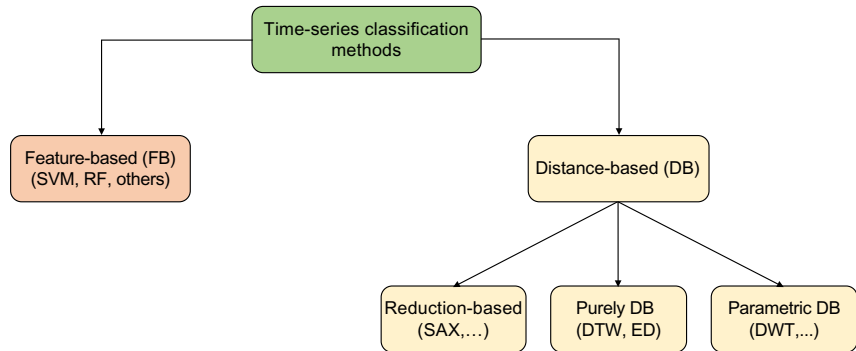 Time-series classification
methods
Feature-based (FB)
(SVM, RF, others)
Distance-based (DB)
Reduction-based
(SAX,…)
Purely DB
(DTW, ED)
Parametric DB
(DWT,...)